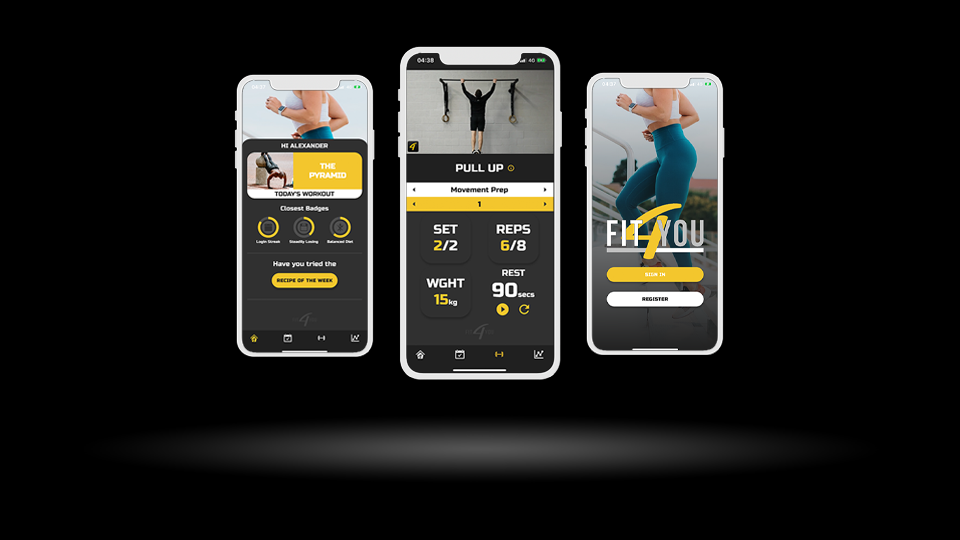 HI ALEXANDER
THE
PYRAMID
TODAY'S WORKOUT
Closest Badges
Login Streak
Steadily Losing
Balanced Diet
Have you tried the
RECIPE OF THE WEEK
04:38
4G
PULL UP
Movement Prep
1
SET
2/2
REPS
6/8
WGHT
15kg
REST
90secs
FIT 4 YOU
SIGN IN
REGISTER